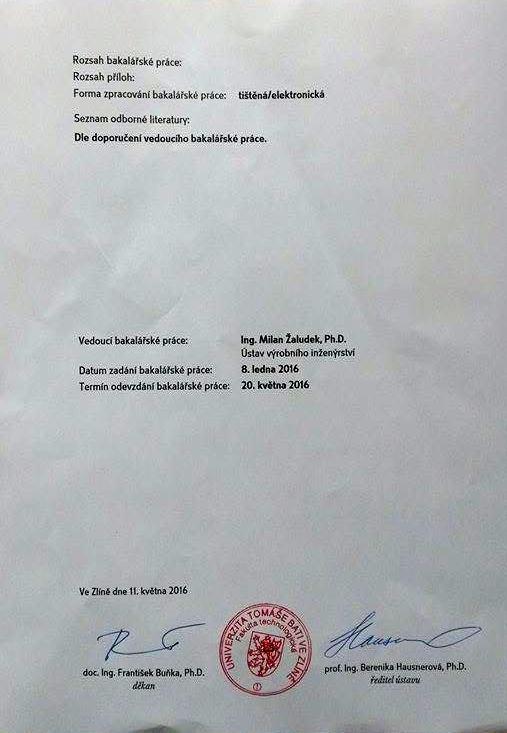 Rozsah bakalářské práce:
Rozsah příloh:
Forma zpracování bakalářské práce: tištěná/elektronická
Seznam odborné literatury:
Dle doporučení vedoucího bakalářské práce.
Vedoucí bakalářské práce: Ing. Milan Žaludek, Ph.D.
Ústav výrobního inženýrství
Datum zadání bakalářské práce: 8. ledna 2016
Termín odevzdání bakalářské práce: 20. května 2016
Ve Zlíně dne 11. května 2016
UNIVERZITA TOMÁŠE BATI VE ZLÍNĚ
Fakulta technologická
1
Hausner
doc. Ing. František Buňka, Ph.D.
děkan
prof. Ing. Berenika Hausnerová, Ph.D.
ředitel ústavu